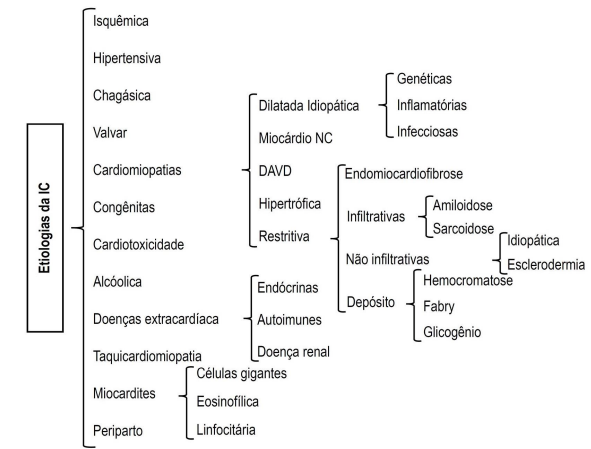 Etiologias da IC
Isquêmica
Hipertensiva
Chagásica
Valvar
Cardiomiopatias
Congênitas
Cardiotoxicidade
Alcóolica
Doenças extracardíaca
Taquicardiomiopatia
Miocardites
Periparto
Dilatada Idiopática
Miocárdio NC
DAVD
Hipertrófica
Restritiva
Genéticas
Inflamatórias
Infecciosas
Endomiocardiofibrose
Infiltrativas
Não infiltrativas
Depósito
Amiloidose
Sarcoidose
Idiopática
Esclerodermia
Hemocromatose
Fabry
Glicogênio
Endócrinas
Autoimunes
Doença renal
Células gigantes
Eosinofílica
Linfocitária